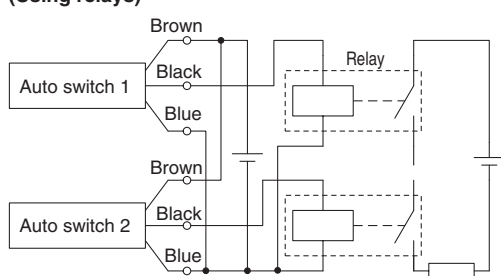 (Using relays)
Brown
Black
Auto switch 1
Blue
Relay
Brown
Black
Auto switch 2
Blue